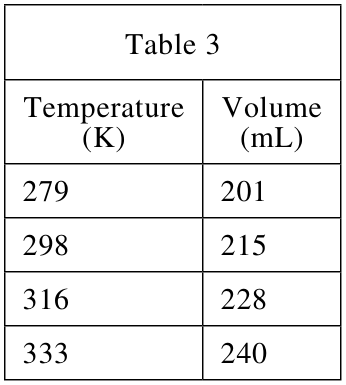 Table 3
Temperature Volume
(K) (mL)
279 201
298 215
316 228
333 240